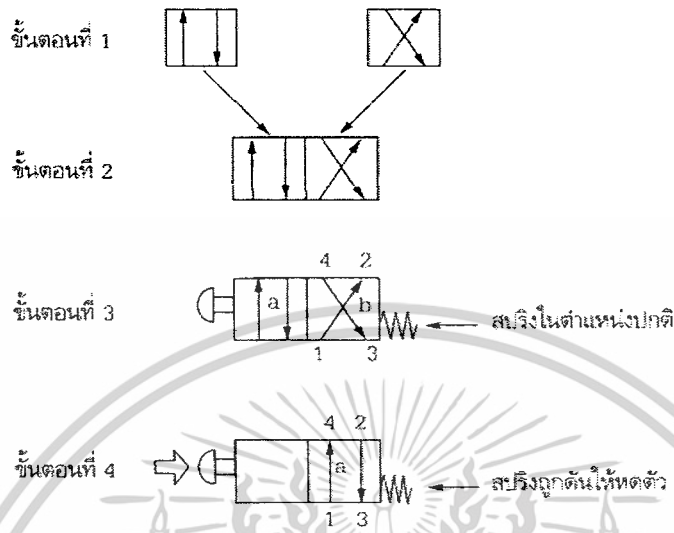 ขั้นตอนที่ 1
ขั้นตอนที่ 2
4 2
ขั้นตอนที่ 3
a b
สปริงในตำแหน่งปกติ
1 3
4 2
ขั้นตอนที่ 4
a
สปริงถูกดันให้หดตัว
1 3